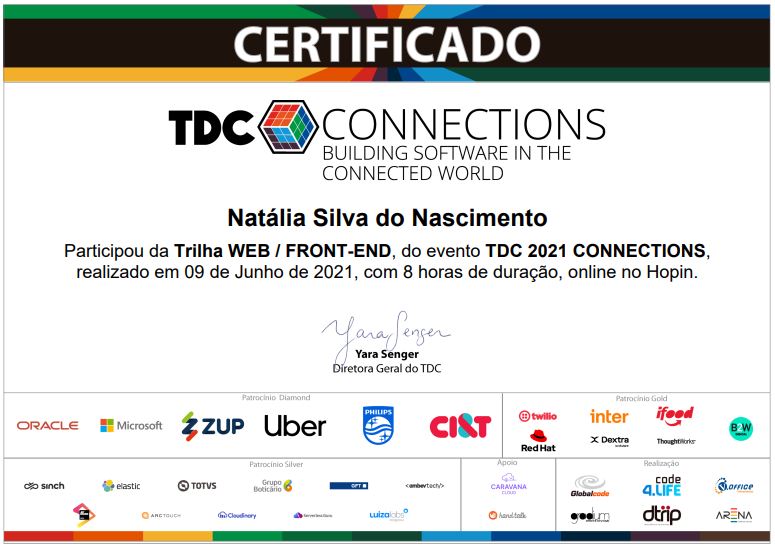 CERTIFICADO
TDC CONNECTIONS
BUILDING SOFTWARE IN THE
CONNECTED WORLD
Natália Silva do Nascimento
Participou da Trilha WEB / FRONT-END, do evento TDC 2021 CONNECTIONS,
realizado em 09 de Junho de 2021, com 8 horas de duração, online no Hopin.
Yara Senger
Yara Senger
Diretora Geral do TDC
Patrocínio Diamond
ORACLE Microsoft ZUP Uber PHILIPS CI&T
Patrocínio Gold
twilio inter ifood
Red Hat Dextra ThoughtWorks B2W
Patrocínio Silver
sinch elastic TOTVS Grupo Boticário GFT <ambertech/>
ARCTOUCH Cloudinary luizalabs
Apoio
CARAVANA
CLOUD
hand talk
Realização
Globalcode code 4.LIFE V.OFFICE
dtrip ARENA